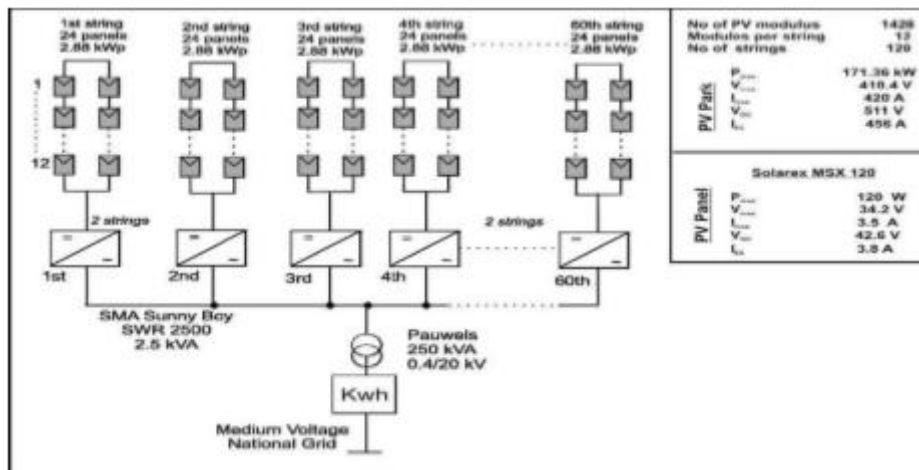 1st string
24 panels
2.88 kWp
2nd string
24 panels
2.88 kWp
3rd string
24 panels
2.88 kWp
4th string
24 panels
2.88 kWp
60th string
24 panels
2.88 kWp
1
12
2 strings
2 strings
1st
2nd
3rd
4th
60th
SMA Sunny Boy
SWR 2500
2.5 kVA
Pauwels
250 kVA
0.4/20 kV
Kwh
Medium Voltage
National Grid
No of PV modulus 1428
Modules per string 12
No of strings 120
PV Park
171.36 kW
418.4 V
420 A
511 V
456 A
Solarex MSX 120
PV Panel
120 W
34.2 V
3.5 A
42.6 V
3.8 A